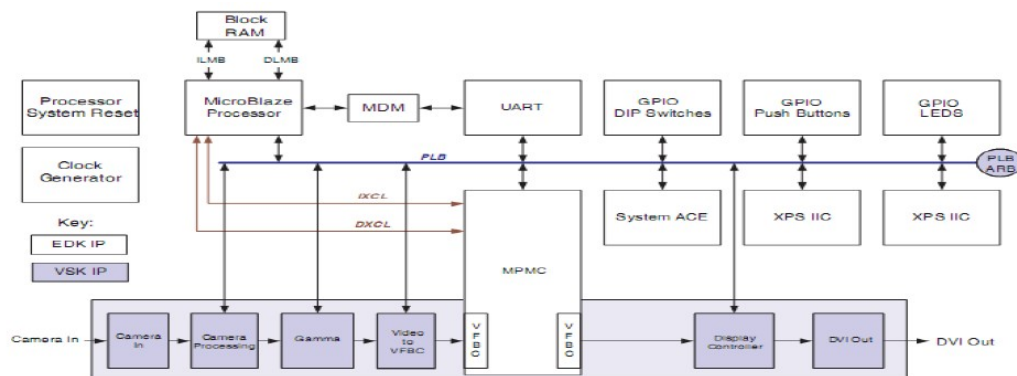 Block
RAM
ILMB
DLMB
Processor
System Reset
MicroBlaze
Processor
MDM
UART
GPIO
DIP Switches
GPIO
Push Buttons
GPIO
LEDS
PLB
PLB
ARB
Clock
Generator
IXCL
DXCL
System ACE
XPS IIC
XPS IIC
Key:
EDK IP
VSK IP
MPMC
Camera In
Camera
In
Camera
Processing
Gamma
Video
to
VFBC
VFBC
VFBC
Display
Controller
DVI Out
DVI Out